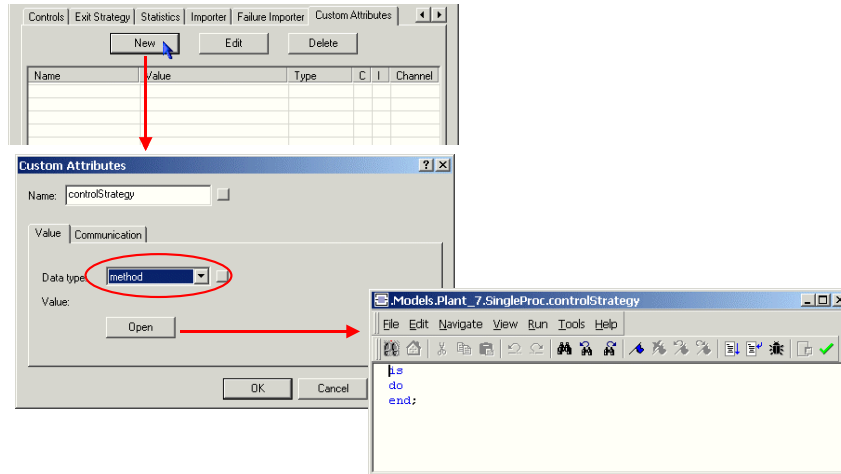 Controls Exit Strategy Statistics Importer Failure Importer Custom Attributes
New Edit Delete
Name Value Type C I Channel
Custom Attributes
Name: controlStrategy
Value Communication
Data type: method
Value:
Open
OK Cancel
.Models.Plant_7.SingleProc.controlStrategy
File Edit Navigate View Run Tools Help
is
do
end;